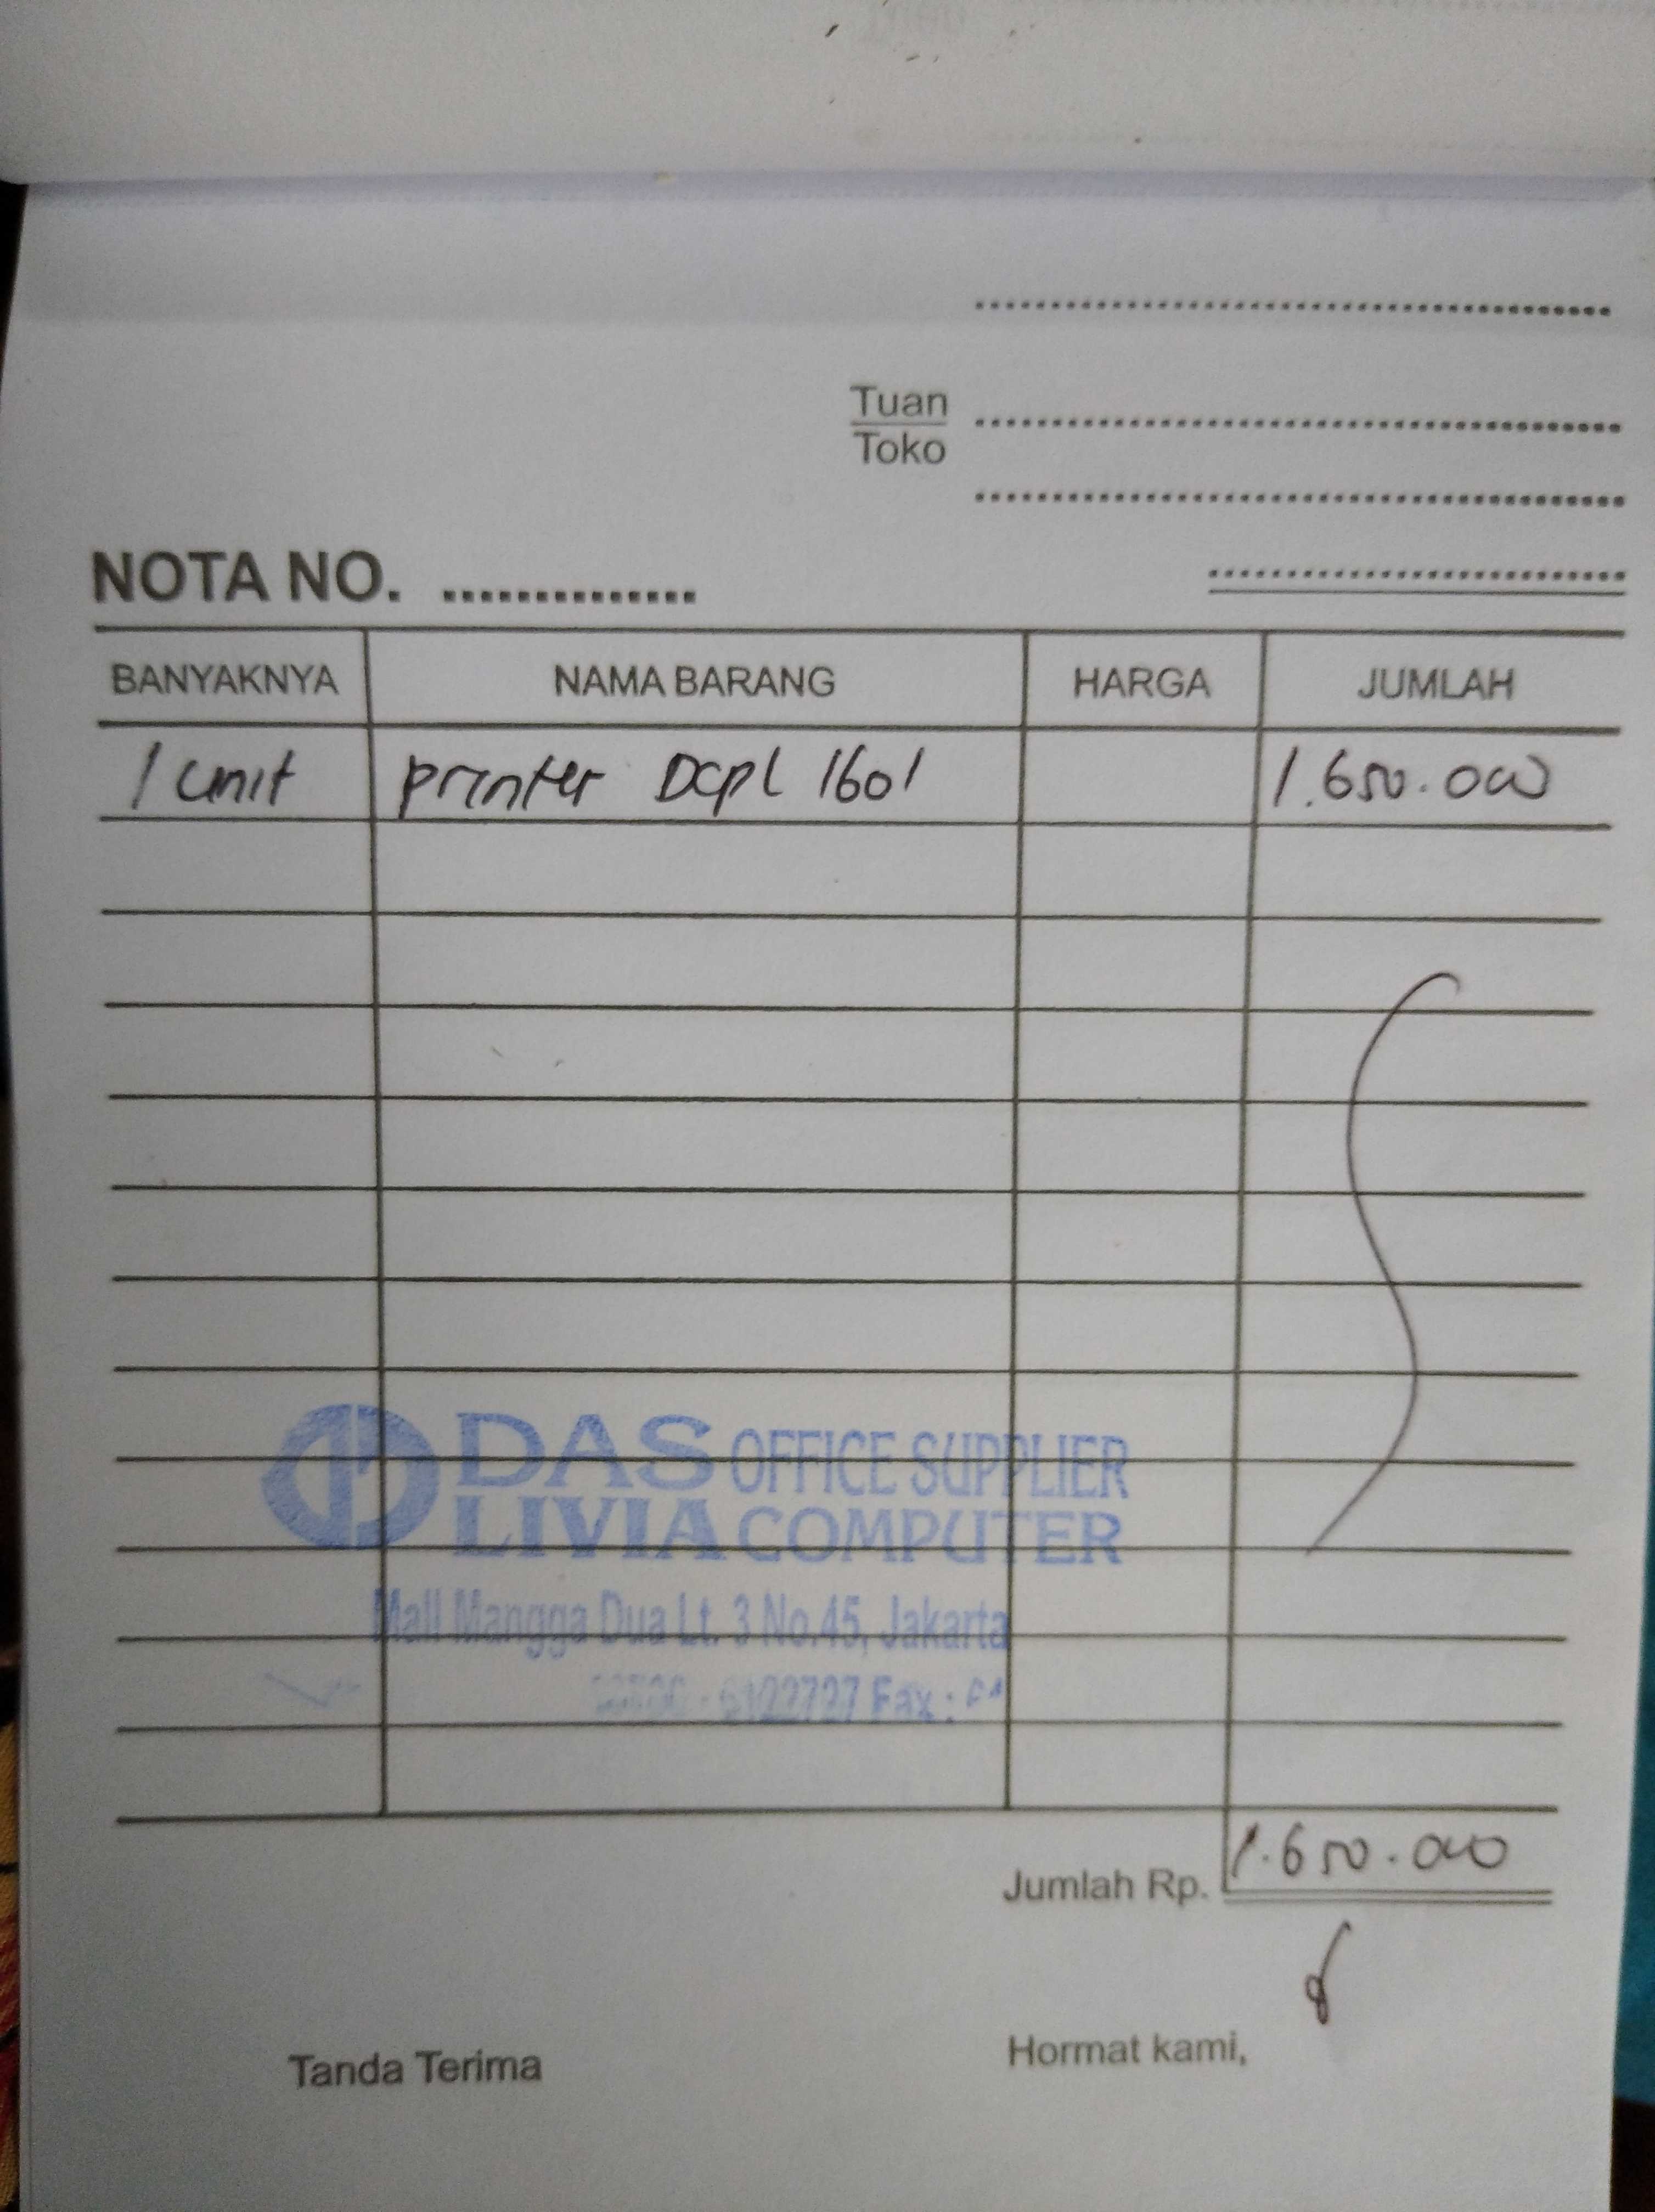 Tuan
Toko
NOTA NO. ..............
BANYAKNYA NAMA BARANG HARGA JUMLAH
1 unit printer Dcpl 1601 1.650.000
DAS OFFICE SUPPLIER
LIVIA COMPUTER
Mall Mangga Dua Lt. 3 No.45, Jakarta
6122727 Fax :
Jumlah Rp. 1.650.000
Tanda Terima Hormat kami,